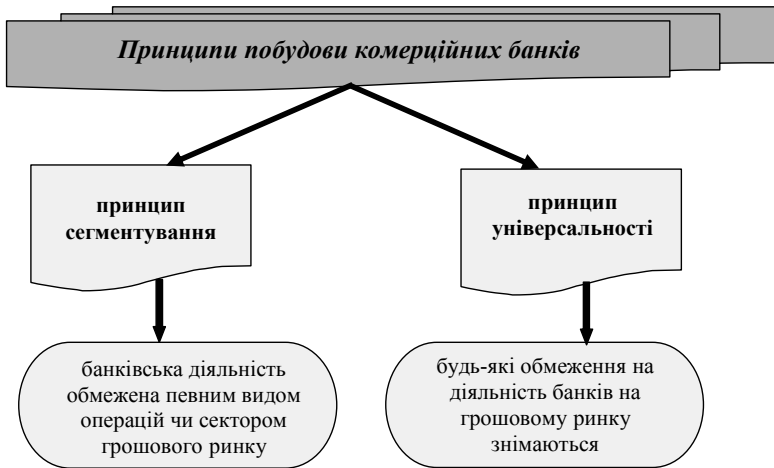 Принципи побудови комерційних банків
принцип
сегментування
принцип
універсальності
банківська діяльність
обмежена певним видом
операцій чи сектором
грошового ринку
будь-які обмеження на
діяльність банків на
грошовому ринку
знімаються